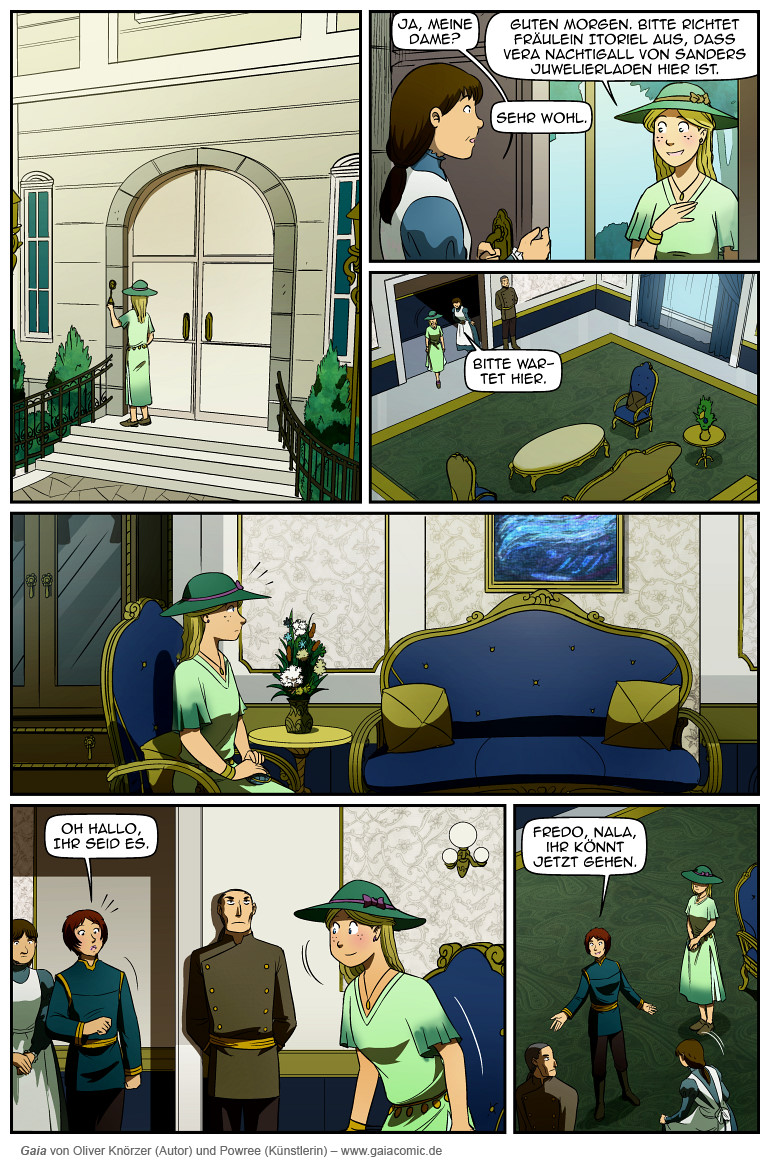 JA, MEINE
DAME?
GUTEN MORGEN. BITTE RICHTET
FRÄULEIN ITORIEL AUS, DASS
VERA NACHTIGALL VON SANDERS
JUWELIERLADEN HIER IST.
SEHR WOHL.
BITTE WAR-
TET HIER.
OH HALLO,
IHR SEID ES.
FREDO, NALA,
IHR KÖNNT
JETZT GEHEN.
Gaia von Oliver Knörzer (Autor) und Powree (Künstlerin) – www.gaiacomic.de